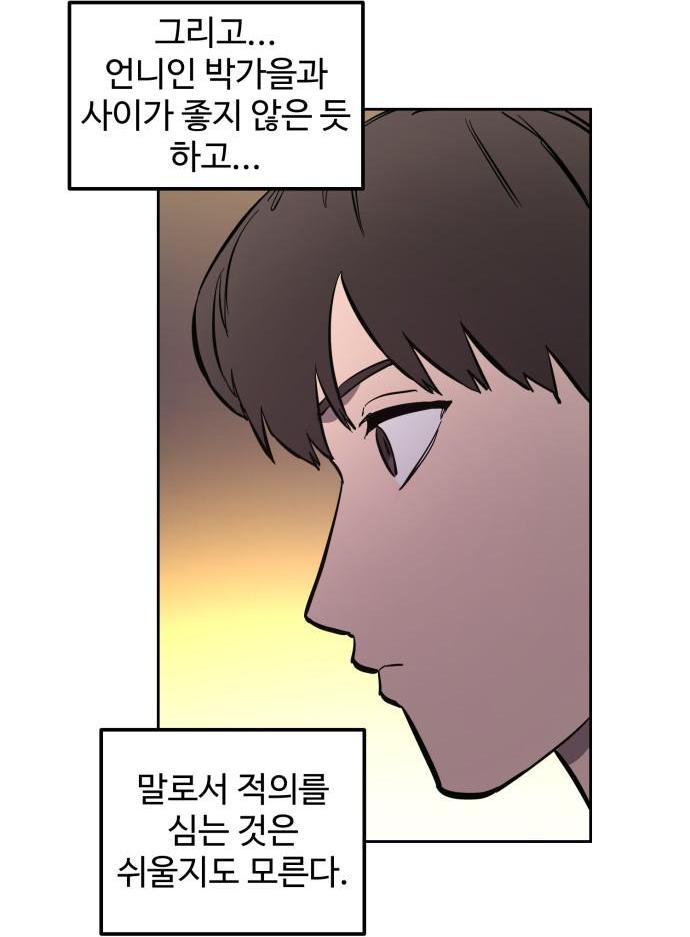 그리고...
언니인 박가을과
사이가 좋지 않은 듯
하고...
말로서 적의를
심는 것은
쉬울지도 모른다.